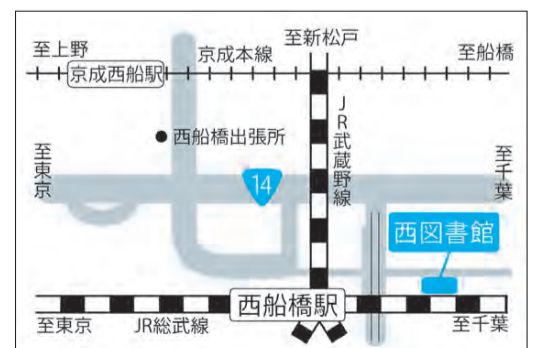 至新松戸
至上野
京成本線
至船橋
京成西船駅
西船橋出張所
JR武蔵野線
至東京
至千葉
14
西図書館
西船橋駅
至東京
JR総武線
至千葉